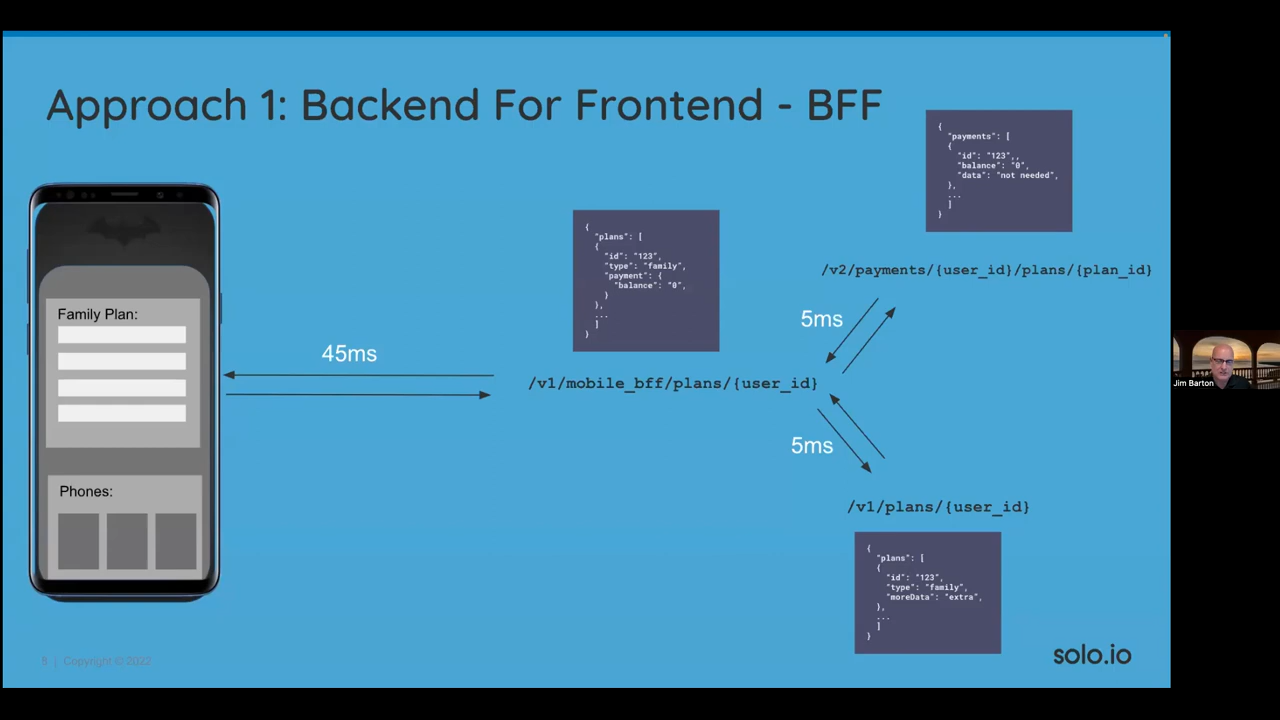 Approach 1: Backend For Frontend - BFF
{
"payments": [
{
"id": "123",,
"balance": "0",
"data": "not needed",
},
...
]
}
/v2/payments/{user_id}/plans/{plan_id}
{
"plans": [
{
"id": "123",
"type": "family",
"payment": {
"balance": "0",
}
},
...
]
}
5ms
45ms
/v1/mobile_bff/plans/{user_id}
5ms
/v1/plans/{user_id}
{
"plans": [
{
"id": "123",
"type": "family",
"moreData": "extra",
},
...
]
}
Family Plan:
Phones:
8 | Copyright © 2022
solo.io
Jim Barton